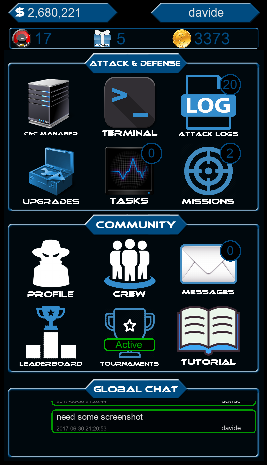 $ 2,680,221 davide
17 5 3373
ATTACK & DEFENSE
20
LOG
C&C MANAGER TERMINAL ATTACK LOGS
0 2
UPGRADES TASKS MISSIONS
COMMUNITY
0
PROFILE CREW MESSAGES
Active
LEADERBOARD TOURNAMENTS TUTORIAL
GLOBAL CHAT
need some screenshot
davide